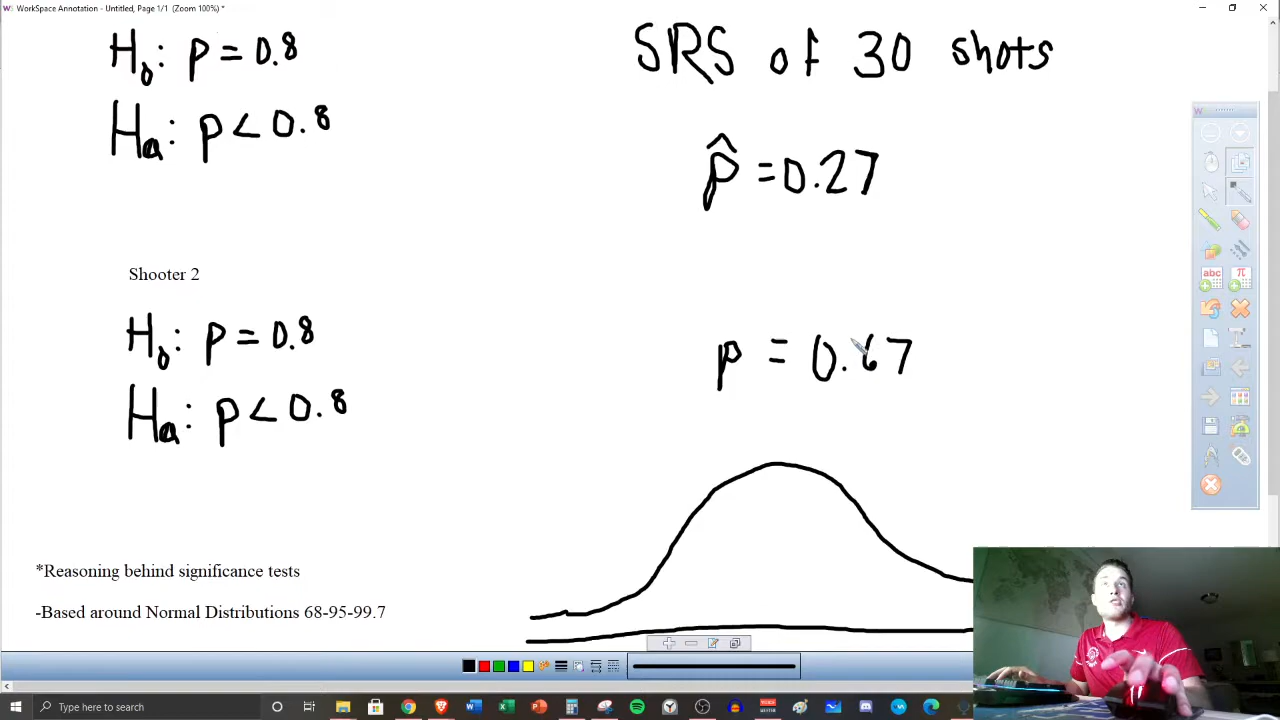 WorkSpace Annotation - Untitled, Page 1/1 (Zoom 100%) *
H₀: p = 0.8
SRS of 30 shots
Hₐ: p < 0.8
p̂ = 0.27
Shooter 2
H₀: p = 0.8
p = 0.67
Hₐ: p < 0.8
*Reasoning behind significance tests
-Based around Normal Distributions 68-95-99.7
abc
π
Type here to search